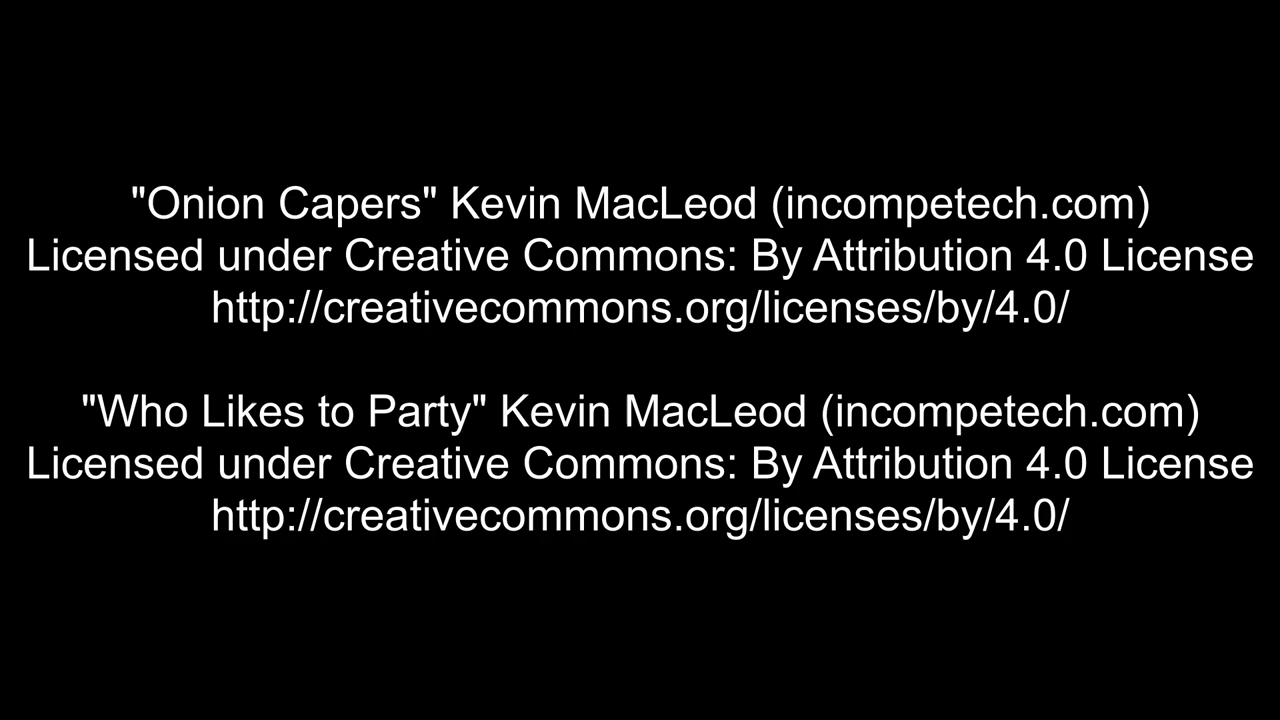 "Onion Capers" Kevin MacLeod (incompetech.com)
Licensed under Creative Commons: By Attribution 4.0 License
http://creativecommons.org/licenses/by/4.0/
"Who Likes to Party" Kevin MacLeod (incompetech.com)
Licensed under Creative Commons: By Attribution 4.0 License
http://creativecommons.org/licenses/by/4.0/